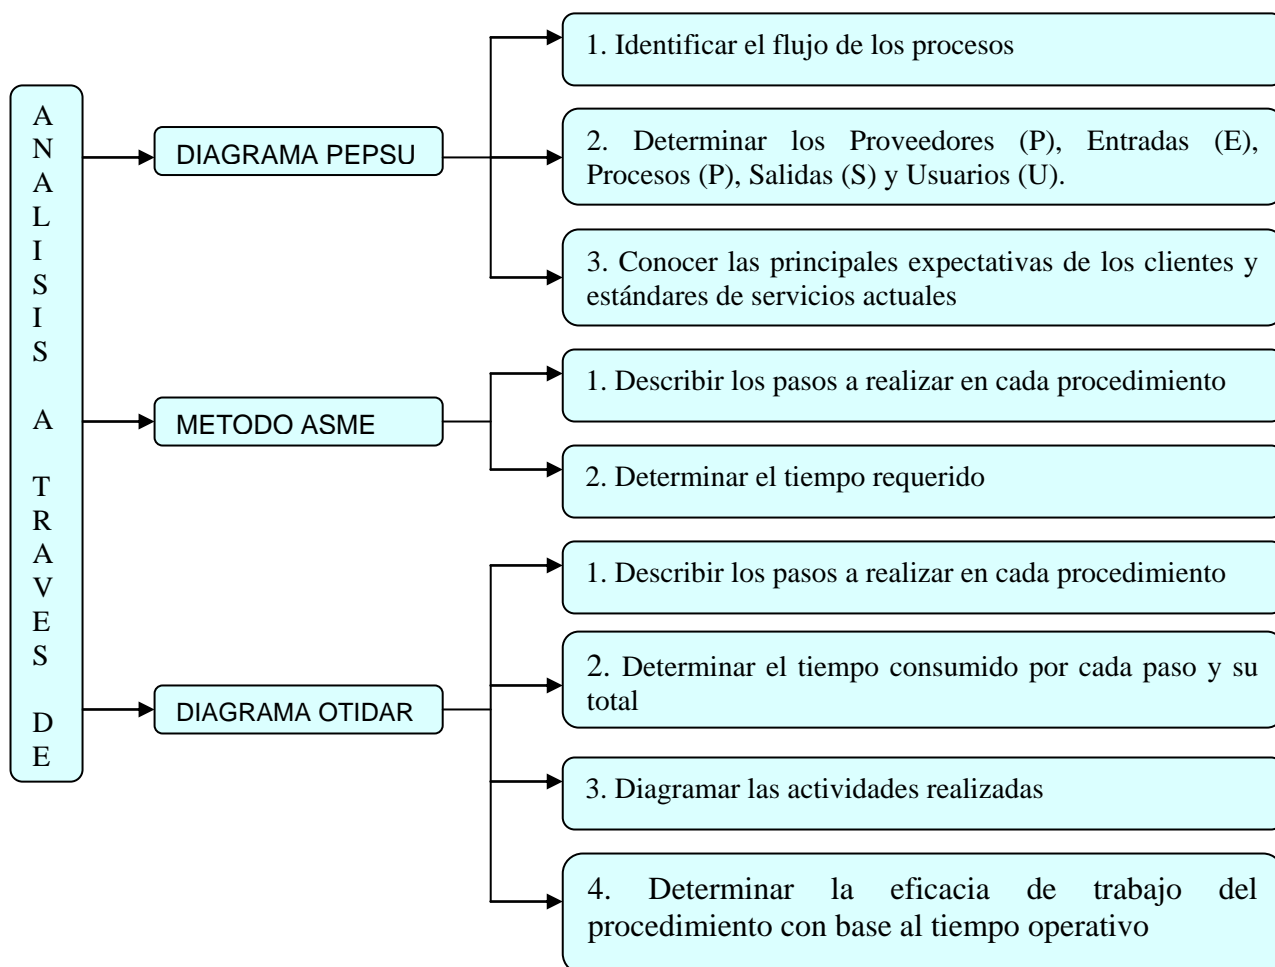 ANALISIS A TRAVES DE
DIAGRAMA PEPSU
1. Identificar el flujo de los procesos
2. Determinar los Proveedores (P), Entradas (E),
Procesos (P), Salidas (S) y Usuarios (U).
3. Conocer las principales expectativas de los clientes y
estándares de servicios actuales
METODO ASME
1. Describir los pasos a realizar en cada procedimiento
2. Determinar el tiempo requerido
DIAGRAMA OTIDAR
1. Describir los pasos a realizar en cada procedimiento
2. Determinar el tiempo consumido por cada paso y su
total
3. Diagramar las actividades realizadas
4. Determinar la eficacia de trabajo del
procedimiento con base al tiempo operativo